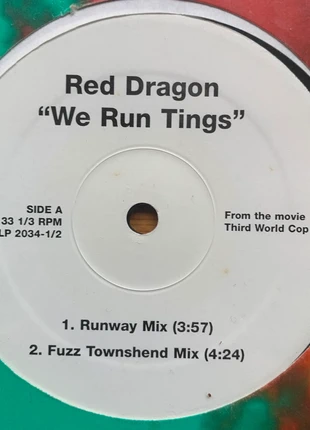 Red Dragon
“We Run Tings”
SIDE A
33 1/3 RPM
LP 2034-1/2
From the movie
Third World Cop
1. Runway Mix (3:57)
2. Fuzz Townshend Mix (4:24)